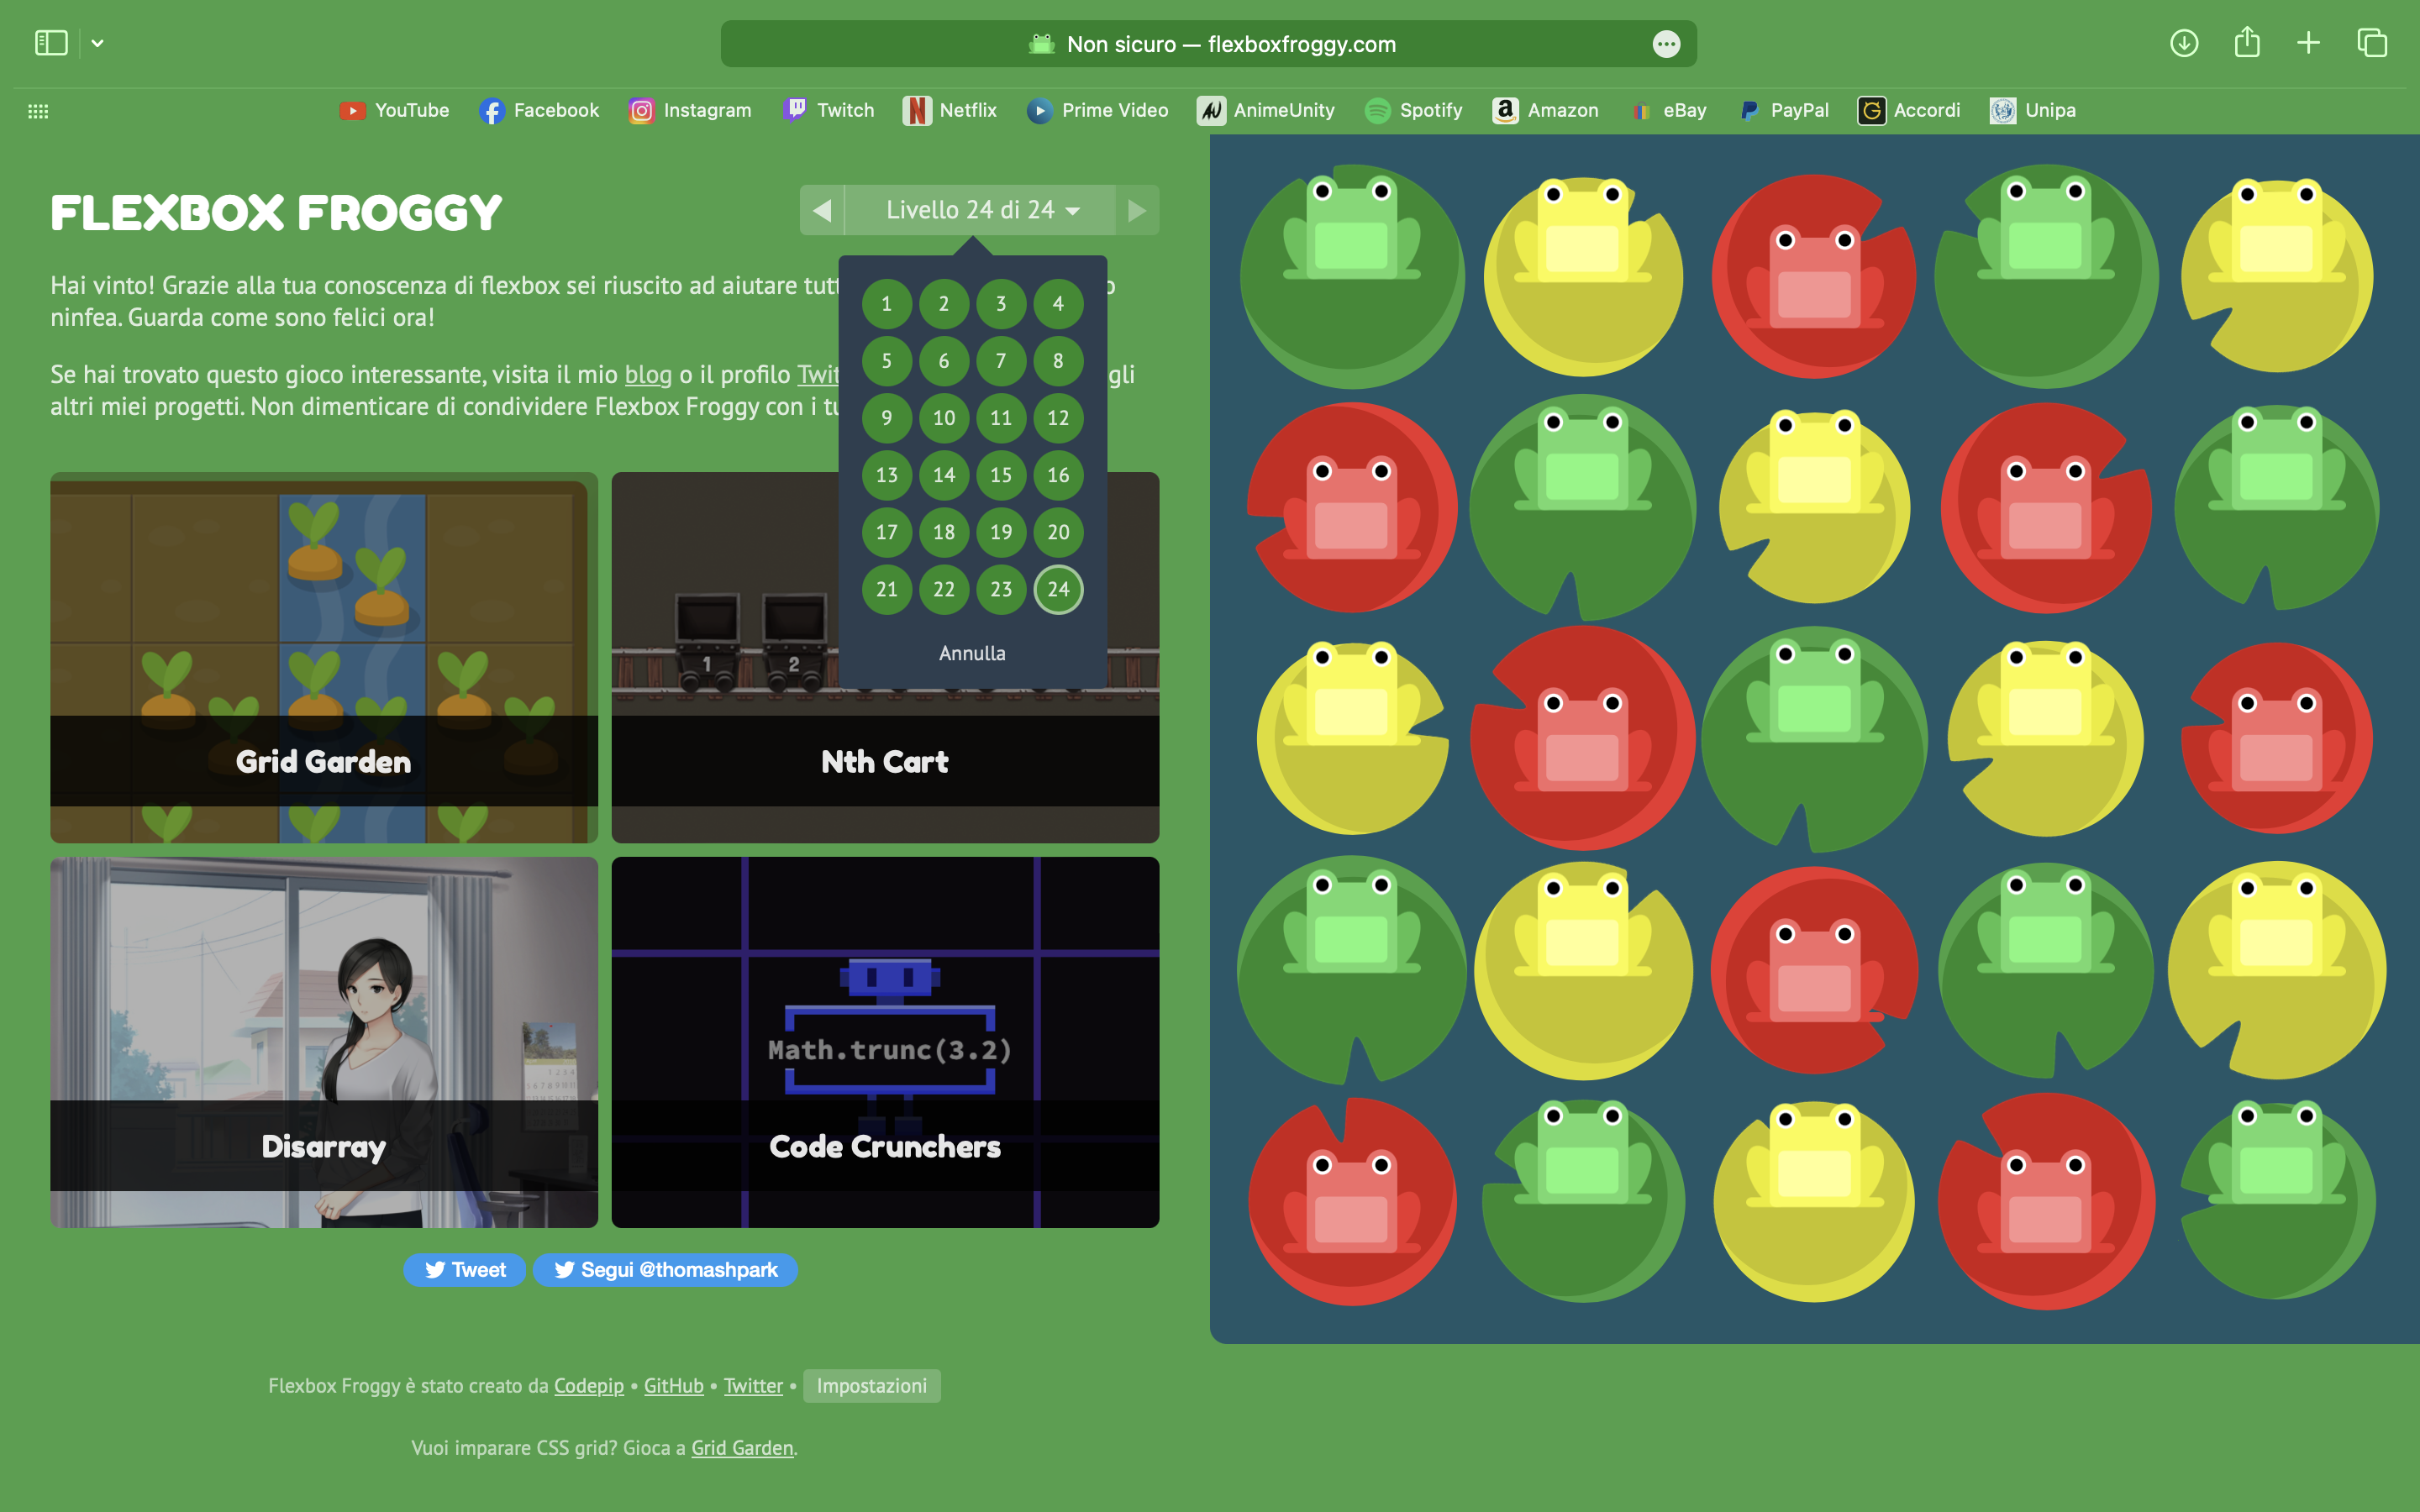 Non sicuro — flexboxfroggy.com
YouTube Facebook Instagram Twitch Netflix Prime Video AnimeUnity Spotify Amazon eBay PayPal Accordi Unipa
FLEXBOX FROGGY
Livello 24 di 24
Hai vinto! Grazie alla tua conoscenza di flexbox sei riuscito ad aiutare
ninfea. Guarda come sono felici ora!
Se hai trovato questo gioco interessante, visita il mio blog o il profilo gli
altri miei progetti. Non dimenticare di condividere Flexbox Froggy con i
1 2 3 4
5 6 7 8
9 10 11 12
13 14 15 16
17 18 19 20
21 22 23 24
Annulla
1 2
Grid Garden
Nth Cart
Math.trunc(3.2)
Disarray
Code Crunchers
Tweet
Segui @thomashpark
Flexbox Froggy è stato creato da Codepip • GitHub • Twitter • Impostazioni
Vuoi imparare CSS grid? Gioca a Grid Garden.